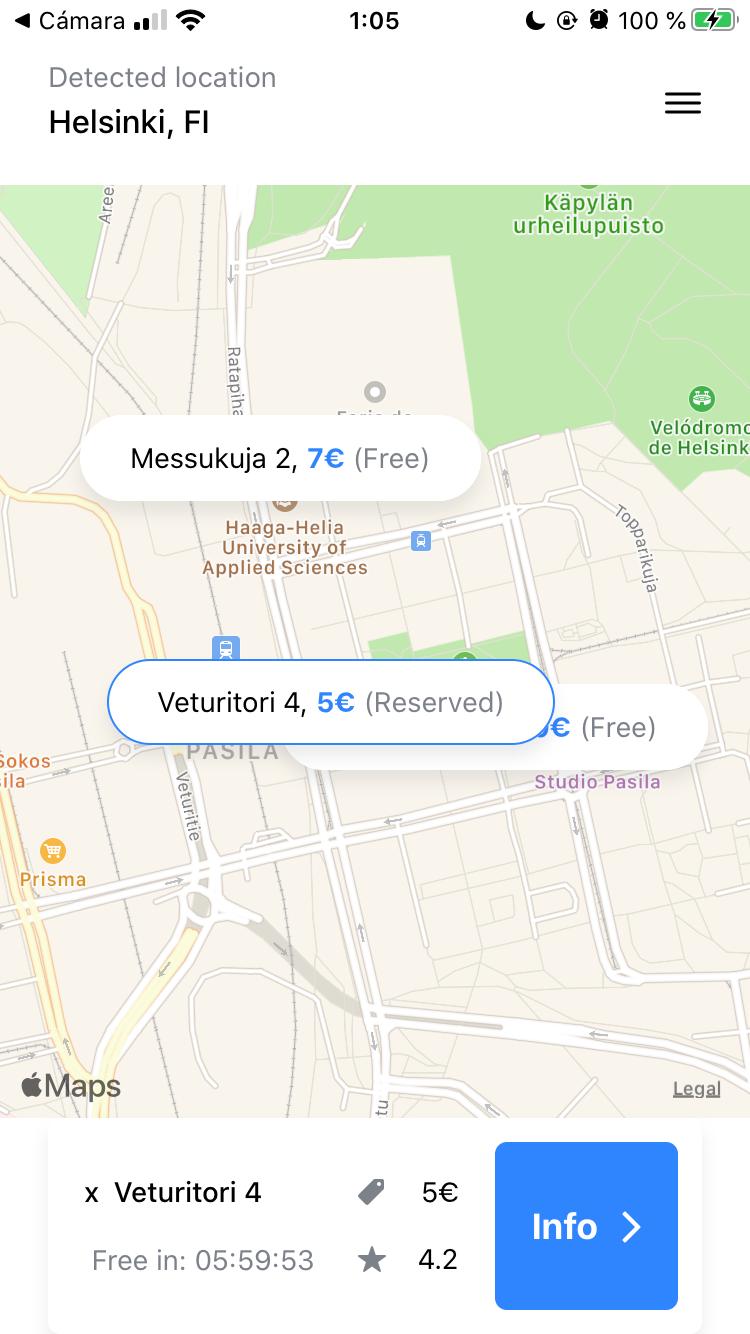 Cámara
1:05
100 %
Detected location
Helsinki, FI
Käpylän
urheilupuisto
Ratapiha
Velódromo
de Helsink
Messukuja 2, 7€ (Free)
Haaga-Helia
University of
Applied Sciences
Topparikuja
Veturitori 4, 5€ (Reserved)
€ (Free)
PASILA
Sokos
sila
Studio Pasila
Veturitie
Prisma
Maps
Legal
x Veturitori 4
5€
Info
Free in: 05:59:53
4.2